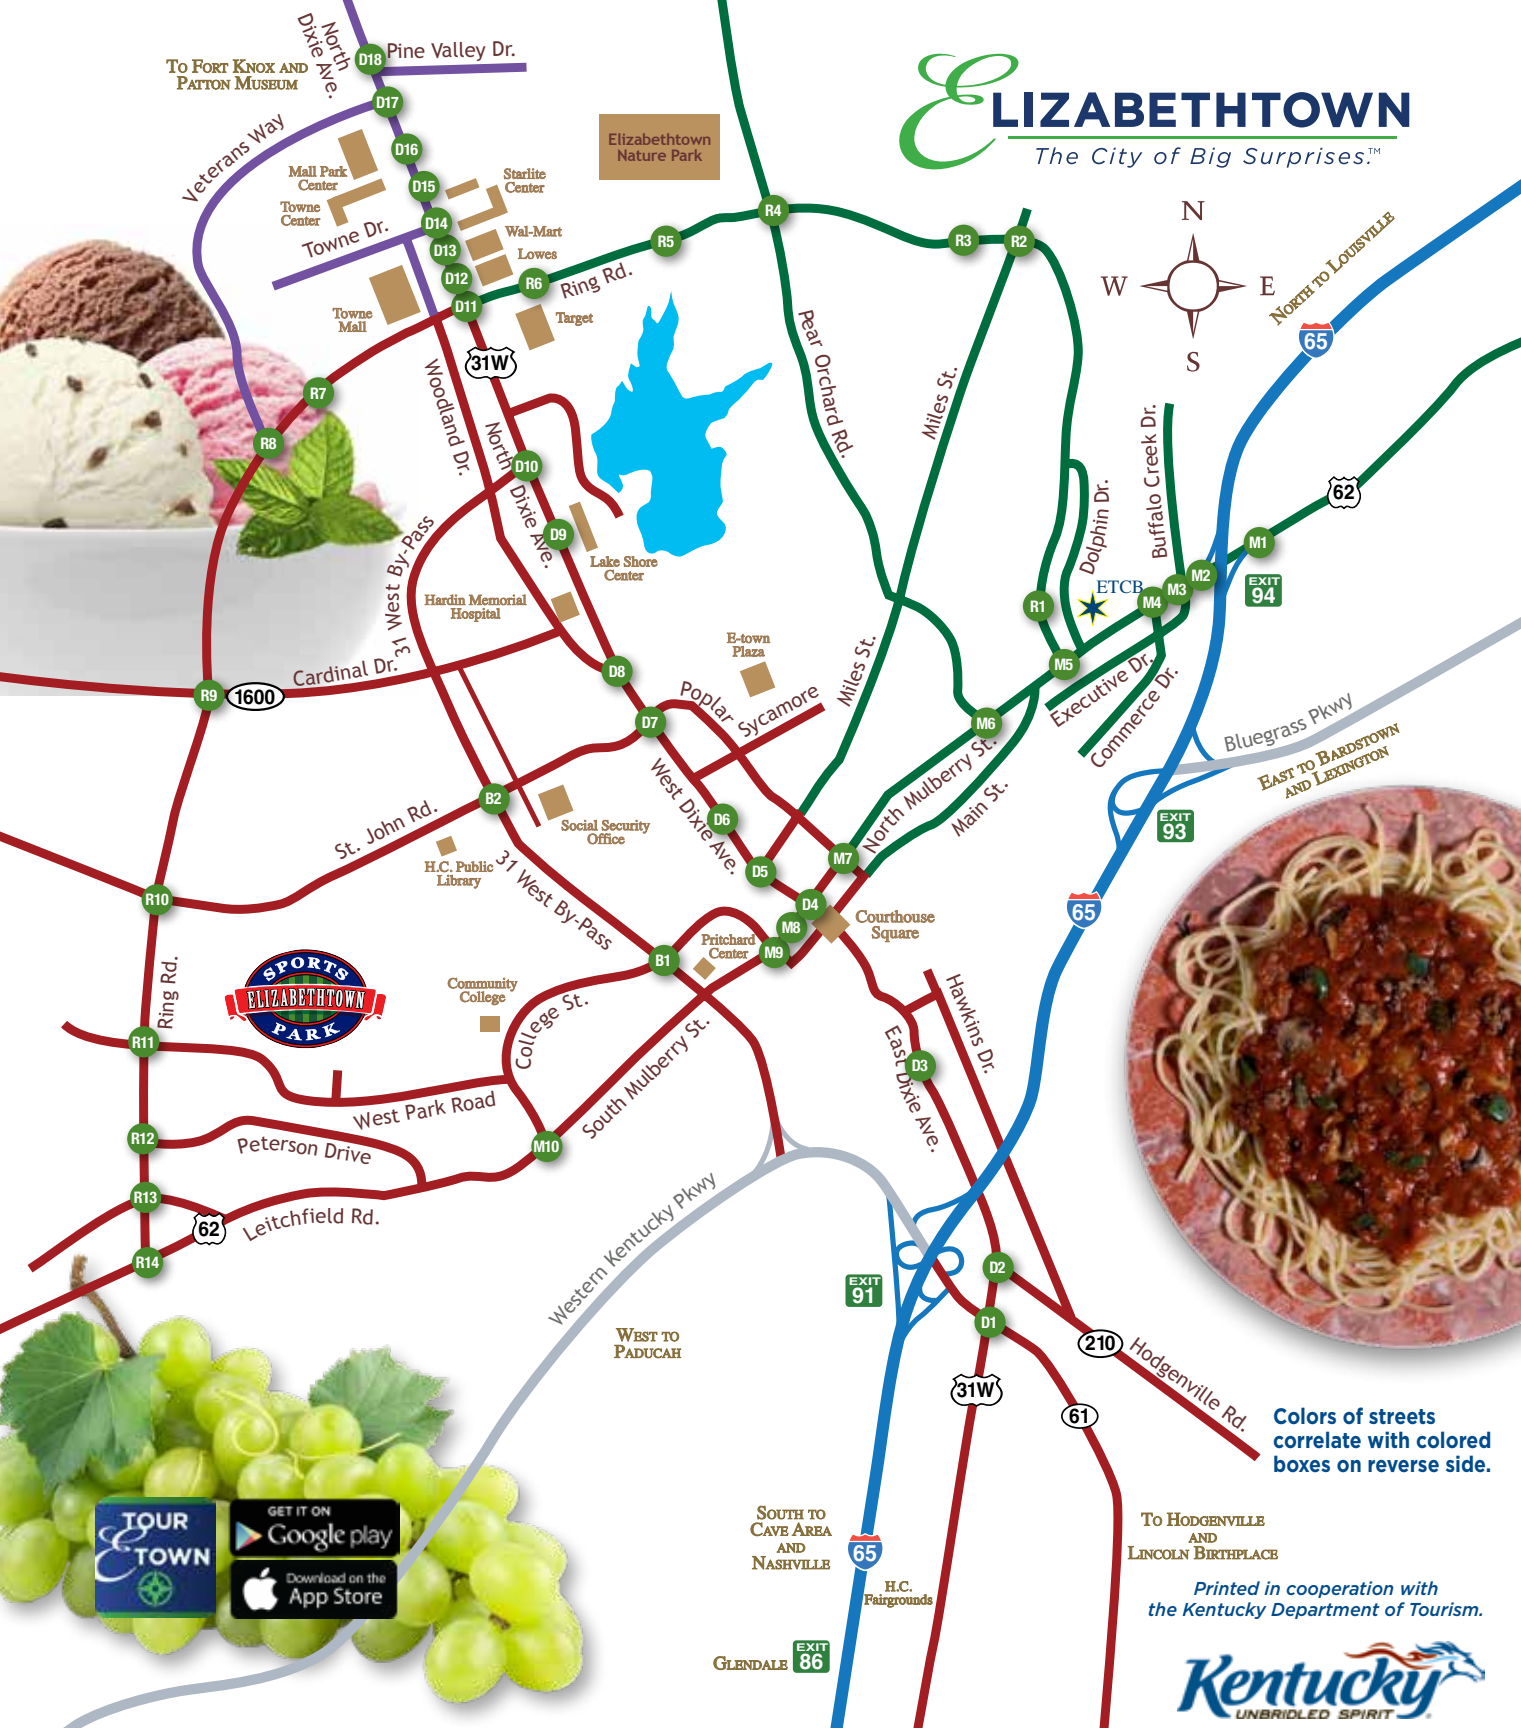 North
Dixie Ave.
D18
Pine Valley Dr.
To Fort Knox and
Patton Museum
D17
ELIZABETHTOWN
The City of Big Surprises.™
Elizabethtown
Nature Park
Veterans Way
D16
Mall Park
Center
D15
Starlite
Center
Towne
Center
D14
Towne Dr.
Wal-Mart
D13
Lowes
D12
R6
Ring Rd.
R5
R4
R3
R2
N
W
E
S
North to Louisville
65
Towne
Mall
D11
Target
31W
Pear Orchard Rd.
Miles St.
Woodland Dr.
R7
R8
North
Dixie Ave.
D10
D9
Lake Shore
Center
31 West By-Pass
Hardin Memorial
Hospital
Dolphin Dr.
Buffalo Creek Dr.
62
M1
EXIT
94
M2
M3
M4
ETCB
R1
M5
Executive Dr.
Commerce Dr.
Cardinal Dr.
R9
1600
D8
E-town
Plaza
Poplar
Sycamore
Miles St.
D7
M6
Bluegrass Pkwy
East to Bardstown
and Lexington
North Mulberry St.
Main St.
West Dixie Ave.
B2
St. John Rd.
Social Security
Office
H.C. Public
Library
D6
EXIT
93
D5
M7
31 West By-Pass
R10
D4
65
M8
Courthouse
Square
M9
Pritchard
Center
B1
SPORTS
ELIZABETHTOWN
PARK
Ring Rd.
Community
College
College St.
Hawkins Dr.
R11
East Dixie Ave.
D3
South Mulberry St.
West Park Road
R12
Peterson Drive
M10
R13
62
Leitchfield Rd.
R14
Western Kentucky Pkwy
D2
EXIT
91
D1
West to
Paducah
210
Hodgenville Rd.
31W
61
Colors of streets
correlate with colored
boxes on reverse side.
TOUR
E
TOWN
GET IT ON
Google play
Download on the
App Store
South to
Cave Area
and
Nashville
65
To Hodgenville
and
Lincoln Birthplace
H.C.
Fairgrounds
Printed in cooperation with
the Kentucky Department of Tourism.
Glendale
EXIT
86
Kentucky
UNBRIDLED SPIRIT